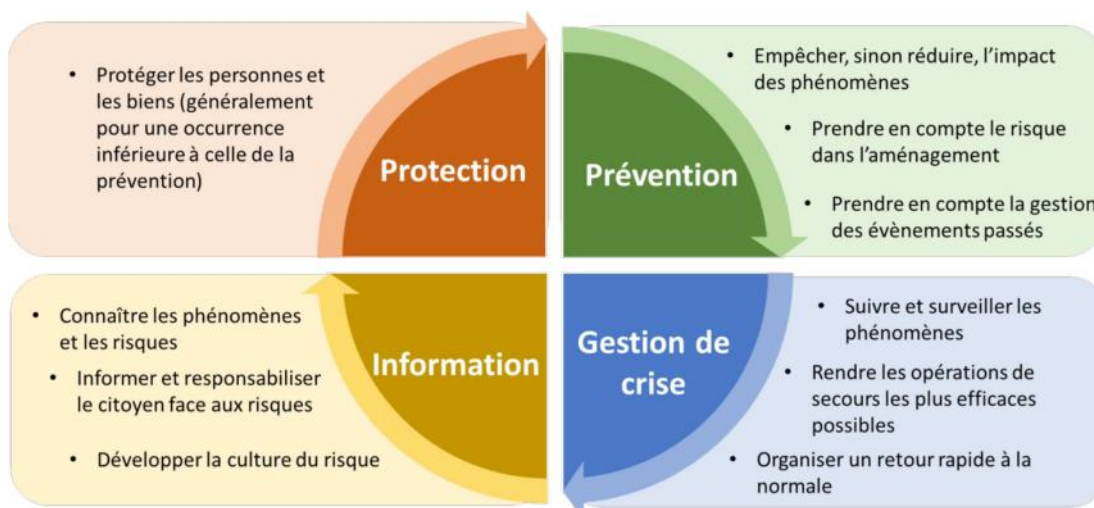 • Protéger les personnes et
les biens (généralement
pour une occurrence
inférieure à celle de la
prévention)
Protection
Prévention
• Empêcher, sinon réduire, l’impact
des phénomènes
• Prendre en compte le risque
dans l’aménagement
• Prendre en compte la gestion
des évènements passés
• Connaître les phénomènes
et les risques
• Informer et responsabiliser
le citoyen face aux risques
• Développer la culture du risque
Information
Gestion de
crise
• Suivre et surveiller les
phénomènes
• Rendre les opérations de
secours les plus efficaces
possibles
• Organiser un retour rapide à la
normale